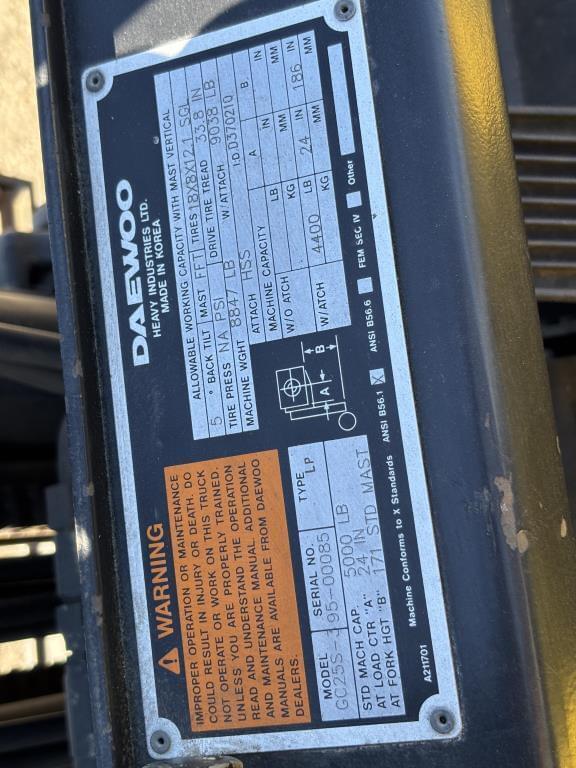 DAEWOO
HEAVY INDUSTRIES LTD.
MADE IN KOREA
WARNING
IMPROPER OPERATION OR MAINTENANCE
COULD RESULT IN INJURY OR DEATH. DO
NOT OPERATE OR WORK ON THIS TRUCK
UNLESS YOU ARE PROPERLY TRAINED.
READ AND UNDERSTAND THE OPERATION
AND MAINTENANCE MANUAL. ADDITIONAL
MANUALS ARE AVAILABLE FROM DAEWOO
DEALERS.
MODEL SERIAL NO. TYPE
GC25S 95-00085 LP
STD MACH CAP. 5000 LB
AT LOAD CTR "A" 24 IN
AT FORK HGT "B" 171 STD MAST
ALLOWABLE WORKING CAPACITY WITH MAST VERTICAL
5 ° BACK TILT MAST FFT TIRES 18X8X12.1 SGL
TIRE PRESS NA PSI DRIVE TIRE TREAD 33.8 IN
MACHINE WGHT 8847 LB W/ATTACH 9038 LB
ATTACH HSS I.D.D370210
MACHINE CAPACITY A B
W/O ATCH LB KG IN MM IN MM
W/ATCH 4400 LB KG 24 IN MM 186 IN MM
A B
A211701 Machine Conforms to X Standards ANSI B56.1 X ANSI B56.6 FEM SEC IV Other